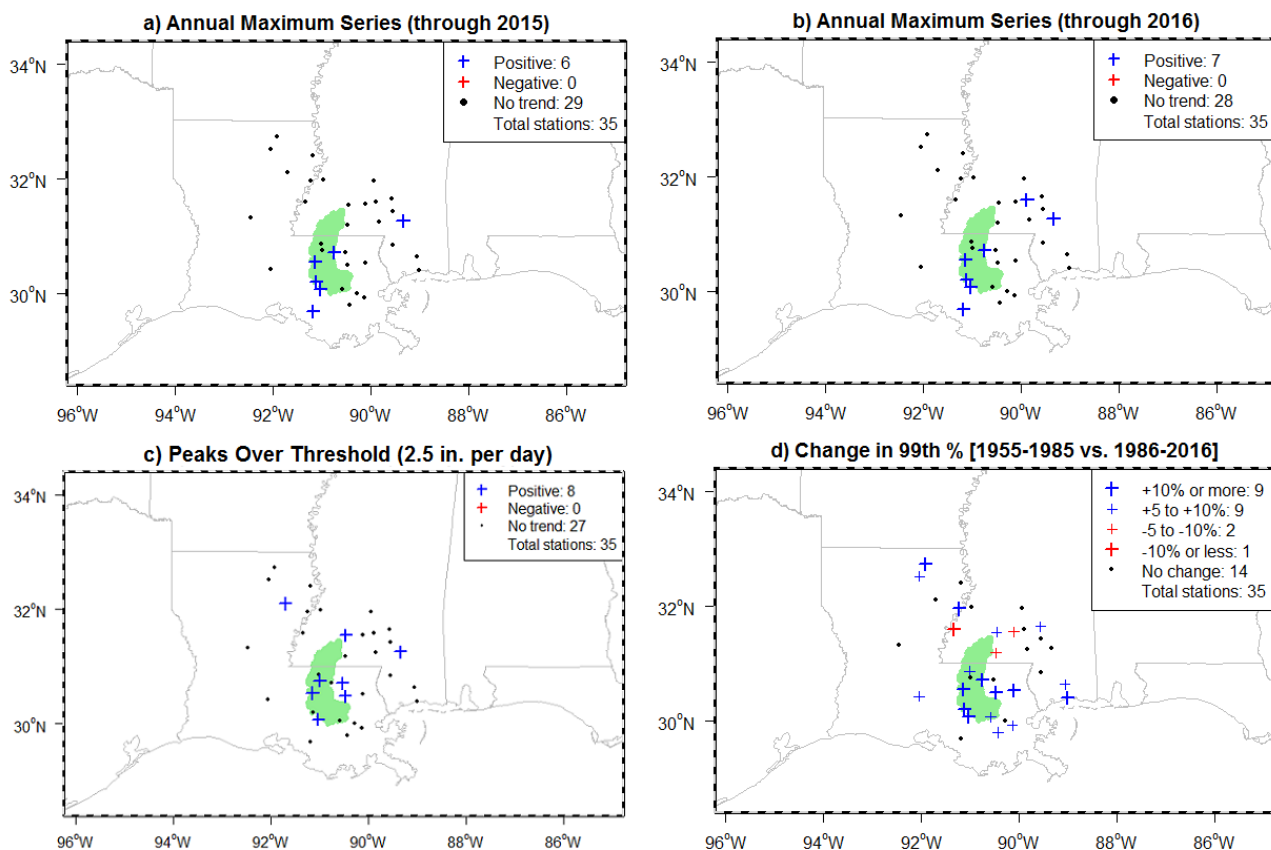 a) Annual Maximum Series (through 2015)
34°N
32°N
30°N
Positive: 6
Negative: 0
No trend: 29
Total stations: 35
96°W 94°W 92°W 90°W 88°W 86°W
b) Annual Maximum Series (through 2016)
34°N
32°N
30°N
Positive: 7
Negative: 0
No trend: 28
Total stations: 35
96°W 94°W 92°W 90°W 88°W 86°W
c) Peaks Over Threshold (2.5 in. per day)
34°N
32°N
30°N
Positive: 8
Negative: 0
No trend: 27
Total stations: 35
96°W 94°W 92°W 90°W 88°W 86°W
d) Change in 99th % [1955-1985 vs. 1986-2016]
34°N
32°N
30°N
+10% or more: 9
+5 to +10%: 9
-5 to -10%: 2
-10% or less: 1
No change: 14
Total stations: 35
96°W 94°W 92°W 90°W 88°W 86°W